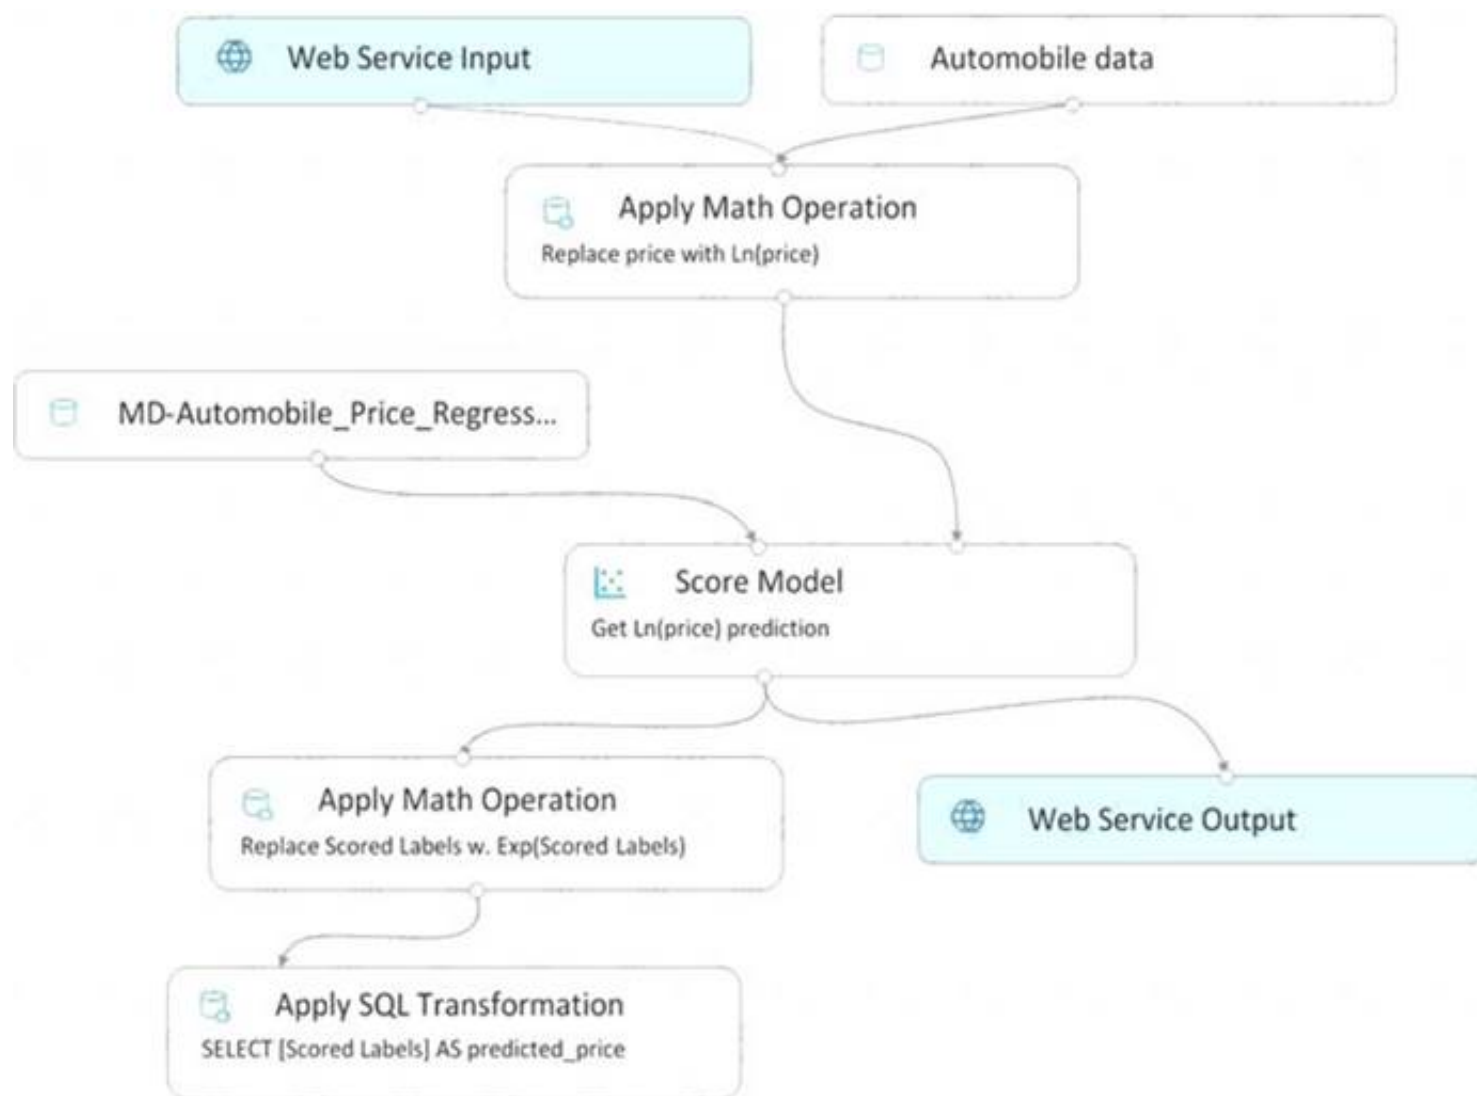 Web Service Input
Automobile data
Apply Math Operation
Replace price with Ln(price)
MD-Automobile_Price_Regress...
Score Model
Get Ln(price) prediction
Apply Math Operation
Replace Scored Labels w. Exp(Scored Labels)
Web Service Output
Apply SQL Transformation
SELECT [Scored Labels] AS predicted_price